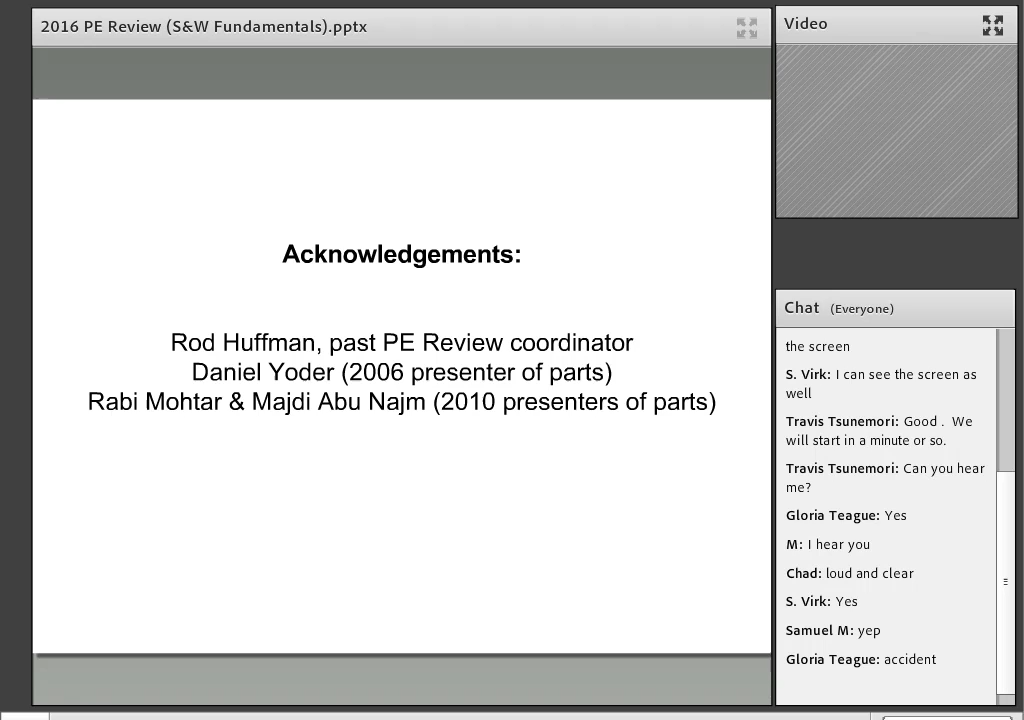 2016 PE Review (S&W Fundamentals).pptx
Acknowledgements:
Rod Huffman, past PE Review coordinator
Daniel Yoder (2006 presenter of parts)
Rabi Mohtar & Majdi Abu Najm (2010 presenters of parts)
Video
Chat (Everyone)
the screen
S. Virk: I can see the screen as
well
Travis Tsunemori: Good . We
will start in a minute or so.
Travis Tsunemori: Can you hear
me?
Gloria Teague: Yes
M: I hear you
Chad: loud and clear
S. Virk: Yes
Samuel M: yep
Gloria Teague: accident